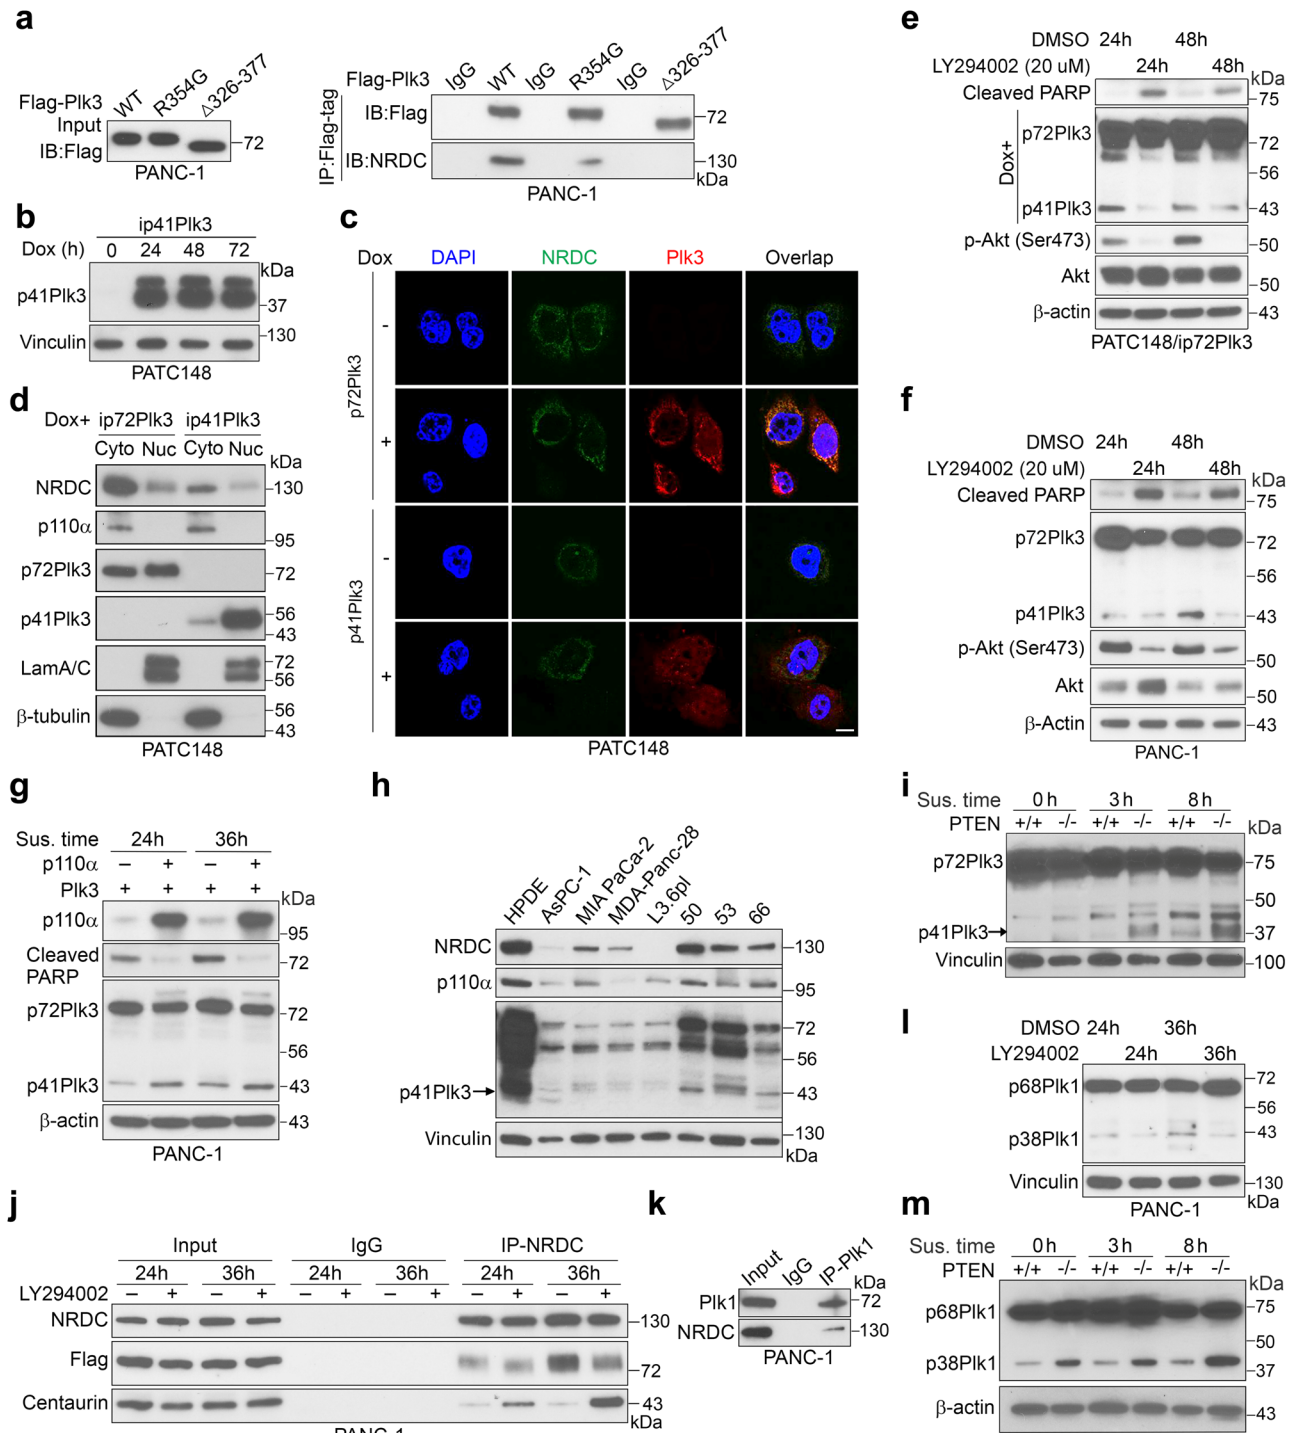 a
Flag-Plk3 WT R354G Δ326-377
Input
IB:Flag
72
PANC-1
Flag-Plk3 IgG WT IgG R354G IgG Δ326-377
IP:Flag-tag
IB:Flag
72
IB:NRDC
130
kDa
PANC-1
b
ip41Plk3
Dox (h) 0 24 48 72
kDa
p41Plk3
37
Vinculin
130
PATC148
c
Dox DAPI NRDC Plk3 Overlap
p72Plk3
-
+
p41Plk3
-
+
PATC148
d
Dox+ ip72Plk3 ip41Plk3
Cyto Nuc Cyto Nuc
kDa
NRDC 130
p110α 95
p72Plk3 72
p41Plk3 56
43
LamA/C 72
56
β-tubulin 56
43
PATC148
e
DMSO 24h 48h
LY294002 (20 uM) 24h 48h
kDa
Cleaved PARP 75
Dox+
p72Plk3 72
56
p41Plk3 43
p-Akt (Ser473) 50
Akt 50
β-actin 43
PATC148/ip72Plk3
f
DMSO 24h 48h
LY294002 (20 uM) 24h 48h
kDa
Cleaved PARP 75
p72Plk3 72
56
p41Plk3 43
p-Akt (Ser473) 50
Akt 50
β-Actin 43
PANC-1
g
Sus. time 24h 36h
p110α – + – +
Plk3 + + + +
kDa
p110α 95
Cleaved
PARP
72
p72Plk3 72
56
p41Plk3 43
β-actin 43
PANC-1
h
HPDE AsPC-1 MIA PaCa-2 MDA-Panc-28 L3.6pl 50 53 66
NRDC 130
p110α 95
72
56
p41Plk3 43
Vinculin 130
kDa
i
Sus. time 0 h 3 h 8 h
PTEN +/+ -/- +/+ -/- +/+ -/-
kDa
p72Plk3 75
50
p41Plk3 37
Vinculin 100
j
Input IgG IP-NRDC
24h 36h 24h 36h 24h 36h
LY294002 – + – + – + – + – + – +
NRDC 130
Flag 72
Centaurin 43
kDa
PANC-1
k
Input IgG IP-Plk1
kDa
Plk1 72
NRDC 130
PANC-1
l
DMSO 24h 36h
LY294002 24h 36h
p68Plk1 72
56
p38Plk1 43
Vinculin 130
kDa
PANC-1
m
Sus. time 0 h 3 h 8 h
PTEN +/+ -/- +/+ -/- +/+ -/-
kDa
p68Plk1 75
50
p38Plk1 37
β-actin 43